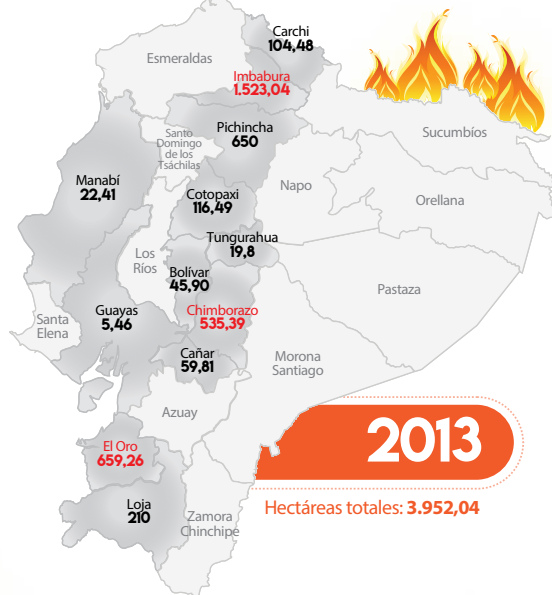 Carchi
104,48
Esmeraldas
Imbabura
1.523,04
Pichincha
650
Sucumbíos
Santo
Domingo
de los
Tsáchilas
Manabí
22,41
Cotopaxi
116,49
Napo
Orellana
Tungurahua
19,8
Los
Ríos
Bolívar
45,90
Pastaza
Guayas
5,46
Chimborazo
535,39
Santa
Elena
Cañar
59,81
Morona
Santiago
Azuay
2013
El Oro
659,26
Loja
210
Zamora
Chinchipe
Hectáreas totales: 3.952,04